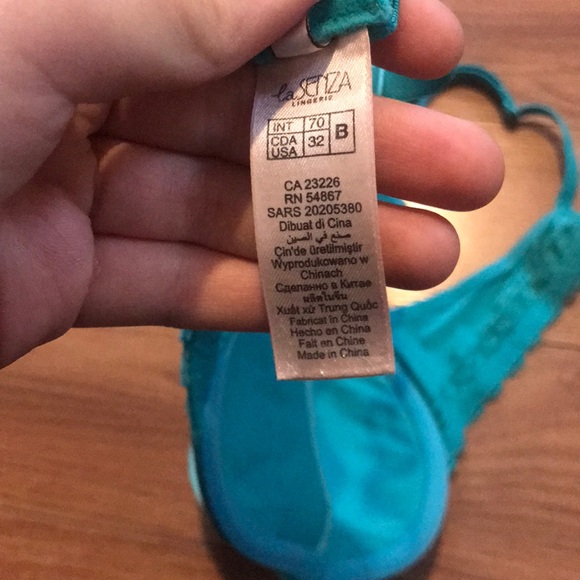 la SENZA
LINGERIE
INT 70 B
CDA USA 32
CA 23226
RN 54867
SARS 20205380
Dibuat di Cina
صنع في الصين
Çin'de üretilmiştir
Wyprodukowano w
Chinach
Сделанно в Китае
ผลิตในจีน
Xuất xứ Trung Quốc
Fabricat în China
Hecho en China
Fait en Chine
Made in China